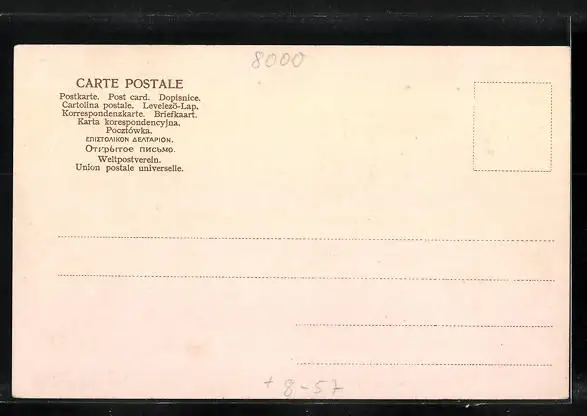 8000
CARTE POSTALE
Postkarte. Post card. Dopisnice.
Cartolina postale. Levelező-Lap.
Korrespondenzkarte. Briefkaart.
Karta korespondencyjna.
Pocztówka.
ΕΠΙΣΤΟΛΙΚΟΝ ΔΕΛΤΑΡΙΟΝ.
Открытое письмо.
Weltpostverein.
Union postale universelle.
+ 8-57